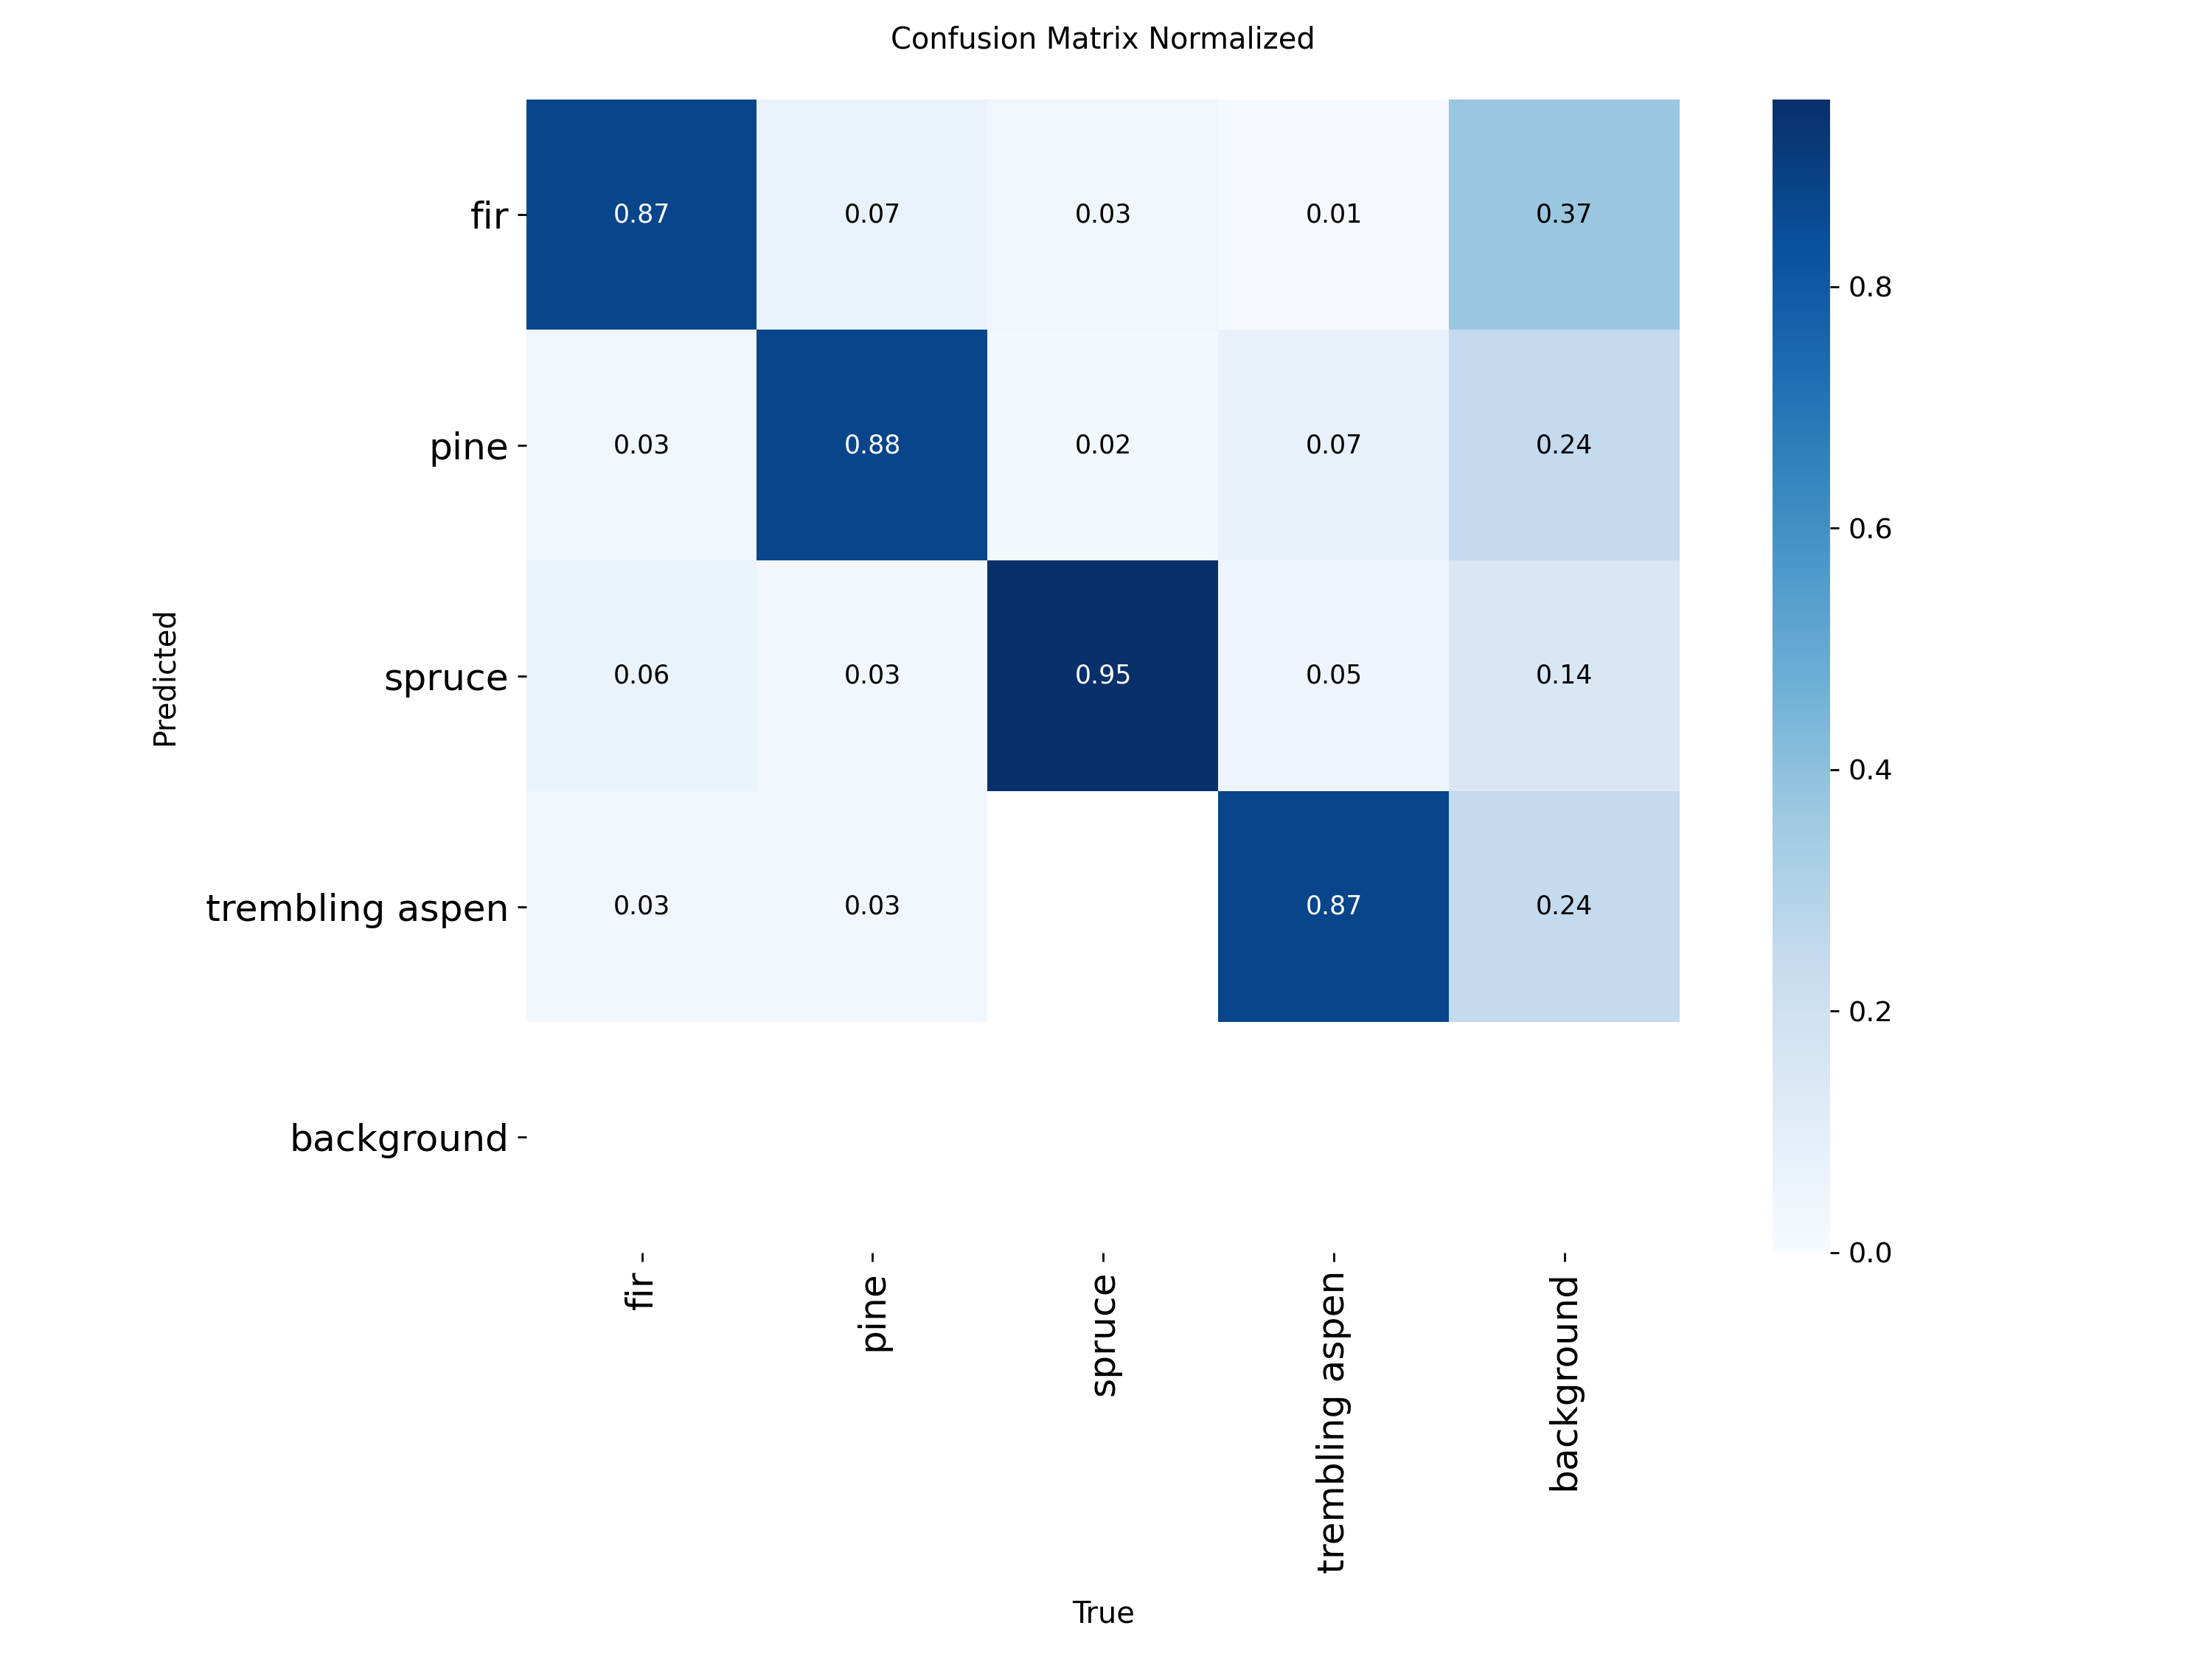 Confusion Matrix Normalized
fir
0.87 0.07 0.03 0.01 0.37
pine
0.03 0.88 0.02 0.07 0.24
spruce
0.06 0.03 0.95 0.05 0.14
trembling aspen
0.03 0.03 0.87 0.24
background
Predicted
fir
pine
spruce
trembling aspen
background
True
0.8
0.6
0.4
0.2
0.0